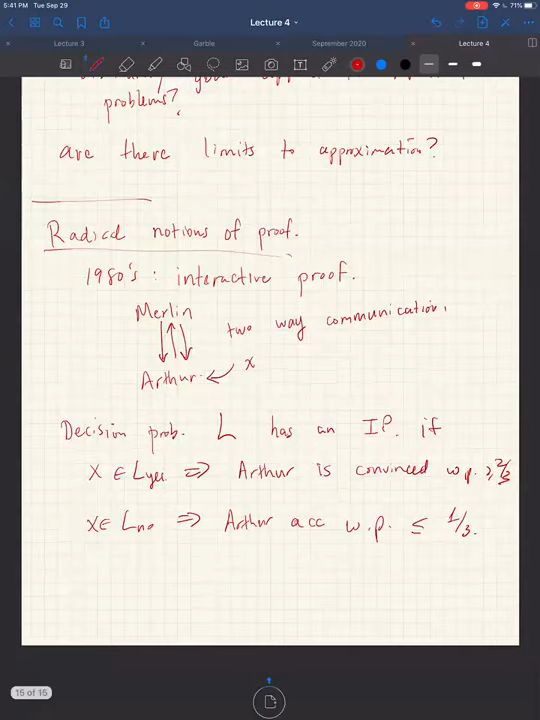 5:41 PM Tue Sep 29
71%
Lecture 4
Lecture 3
Garble
September 2020
Lecture 4
problems?
are there limits to approximation?
Radical notions of proof.
1980's : interactive proof.
Merlin
two way communication.
Arthur. x
Decision prob. L has an IP. if
x ∈ Lyes ⇒ Arthur is convinced w.p. ≥ 2/3
x ∈ Lno ⇒ Arthur acc w.p. ≤ 1/3.
15 of 15